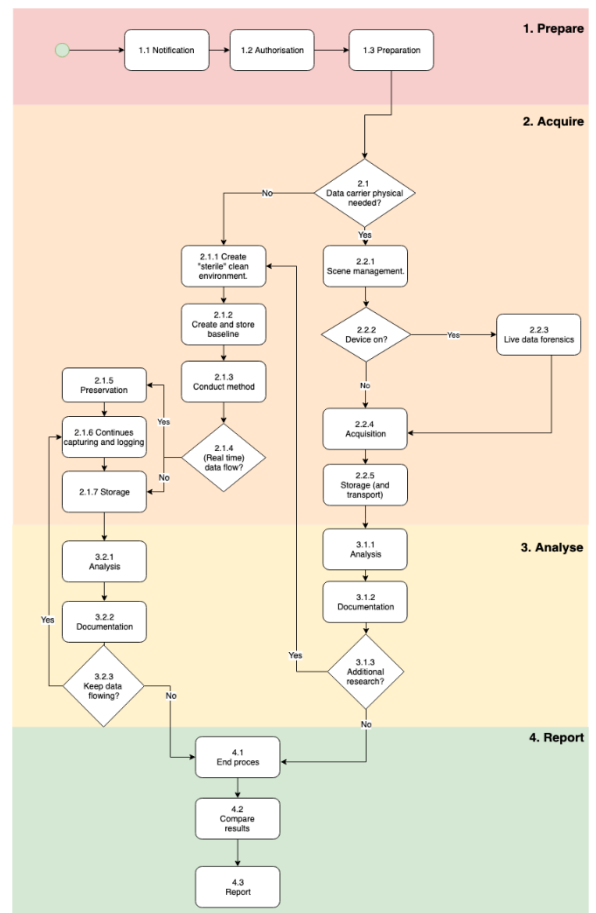 1. Prepare
1.1 Notification
1.2 Authorisation
1.3 Preparation
2. Acquire
2.1
Data carrier physical
needed?
No
Yes
2.1.1 Create
"sterile" clean
environment.
2.2.1
Scene management.
2.1.2
Create and store
baseline
2.2.2
Device on?
Yes
2.2.3
Live data forensics
2.1.3
Conduct method
No
2.1.5
Preservation
Yes
2.1.6 Continues
capturing and logging
2.1.4
(Real time)
data flow?
2.2.4
Acquisition
No
2.1.7 Storage
2.2.5
Storage (and
transport)
3. Analyse
3.2.1
Analysis
3.1.1
Analysis
3.1.2
Documentation
3.2.2
Documentation
Yes
Yes
3.2.3
Keep data
flowing?
3.1.3
Additional
research?
No
No
4. Report
4.1
End proces
4.2
Compare
results
4.3
Report